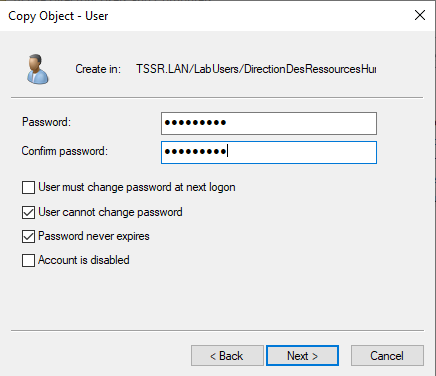 Copy Object - User
Create in: TSSR.LAN/LabUsers/DirectionDesRessourcesHur
Password: ●●●●●●●●●
Confirm password: ●●●●●●●●●
User must change password at next logon
User cannot change password
Password never expires
Account is disabled
< Back Next > Cancel